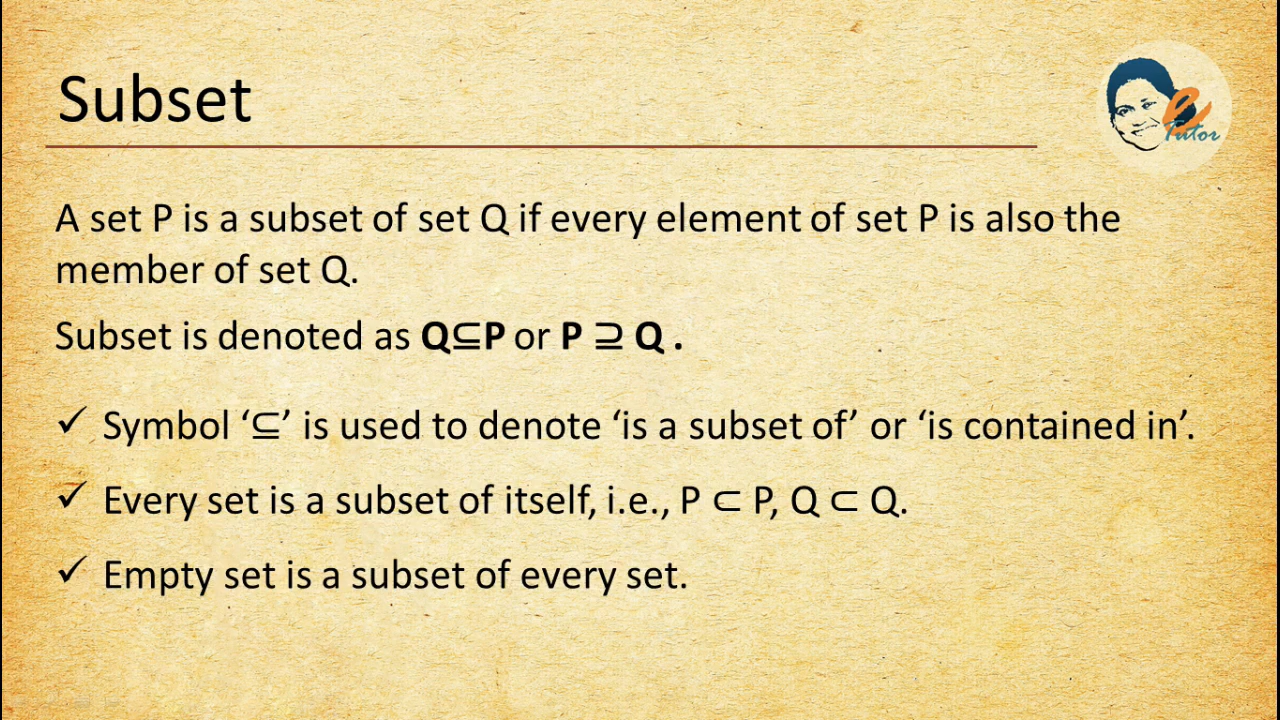 Subset
e
Tutor
A set P is a subset of set Q if every element of set P is also the
member of set Q.
Subset is denoted as Q⊆P or P ⊇ Q .
✓ Symbol ‘⊆’ is used to denote ‘is a subset of’ or ‘is contained in’.
✓ Every set is a subset of itself, i.e., P ⊂ P, Q ⊂ Q.
✓ Empty set is a subset of every set.